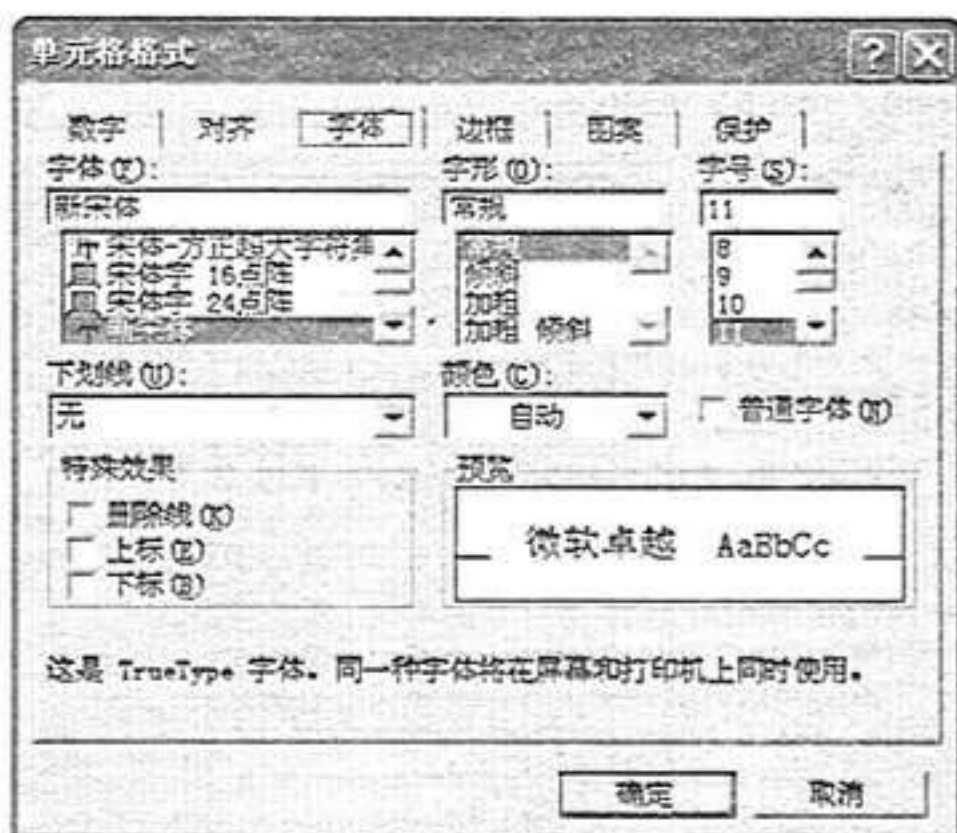 单元格格式
数字 对齐 字体 边框 图案 保护
字体(F): 字形(O): 字号(S):
新宋体 常规 11
宋体-方正超大字符集 常规 8
宋体字 16点阵 倾斜 9
宋体字 24点阵 加粗 10
新宋体 加粗 倾斜 11
下划线(U): 颜色(C):
无 自动 普通字体(N)
特殊效果 预览
删除线(K)
上标(E)
下标(B)
微软卓越 AaBbCc
这是 TrueType 字体。同一种字体将在屏幕和打印机上同时使用。
确定 取消